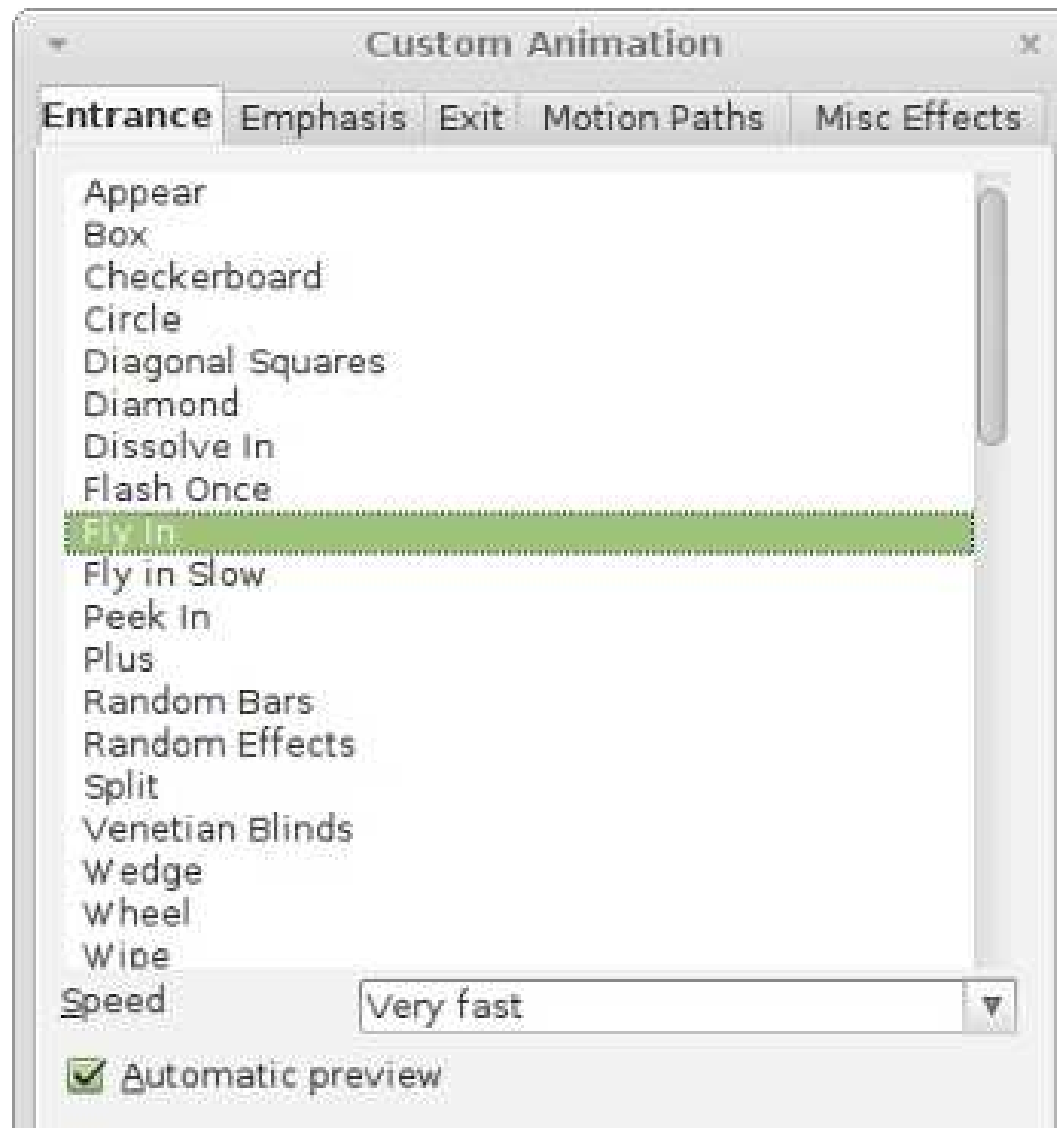 Custom Animation
Entrance Emphasis Exit Motion Paths Misc Effects
Appear
Box
Checkerboard
Circle
Diagonal Squares
Diamond
Dissolve In
Flash Once
Fly In
Fly in Slow
Peek In
Plus
Random Bars
Random Effects
Split
Venetian Blinds
Wedge
Wheel
Wipe
Speed Very fast
Automatic preview